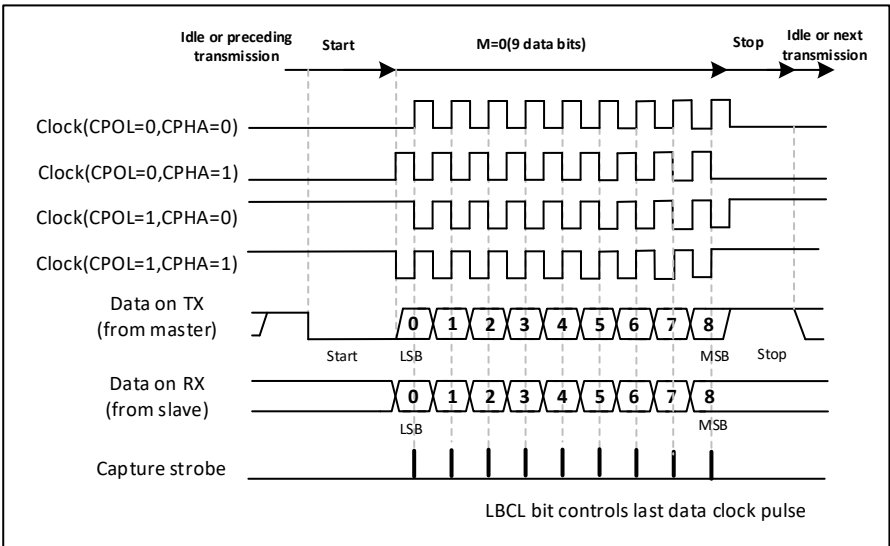 Idle or preceding
transmission
Start
M=0(9 data bits)
Stop
Idle or next
transmission
Clock(CPOL=0,CPHA=0)
Clock(CPOL=0,CPHA=1)
Clock(CPOL=1,CPHA=0)
Clock(CPOL=1,CPHA=1)
Data on TX
(from master)
0 1 2 3 4 5 6 7 8
Start
LSB
MSB
Stop
Data on RX
(from slave)
0 1 2 3 4 5 6 7 8
LSB
MSB
Capture strobe
LBCL bit controls last data clock pulse